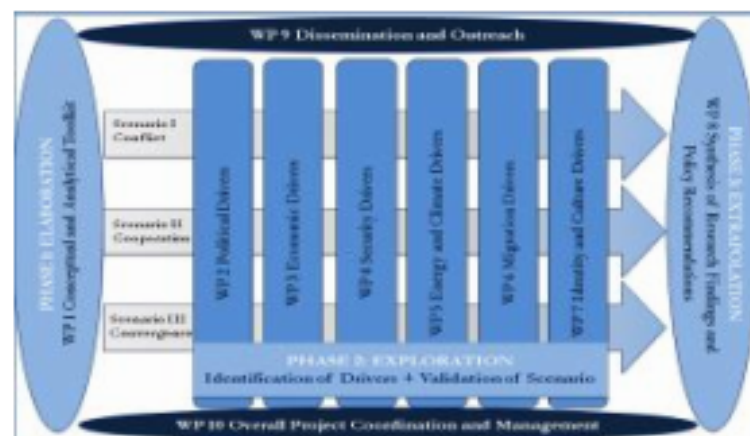 WP 9 Dissemination and Outreach
PHASE 1: ELABORATION
WP 1 Conceptual and Analytical Toolkit
Scenario I
Conflict
Scenario II
Cooperation
Scenario III
Convergence
WP 2 Political Drivers
WP 3 Economic Drivers
WP 4 Security Drivers
WP 5 Energy and Climate Drivers
WP 6 Migration Drivers
WP 7 Identity and Culture Drivers
PHASE 2: EXPLORATION
Identification of Drivers + Validation of Scenario
PHASE 3: EXTRAPOLATION
WP 8 Synthesis of Research Findings and
Policy Recommendations
WP 10 Overall Project Coordination and Management